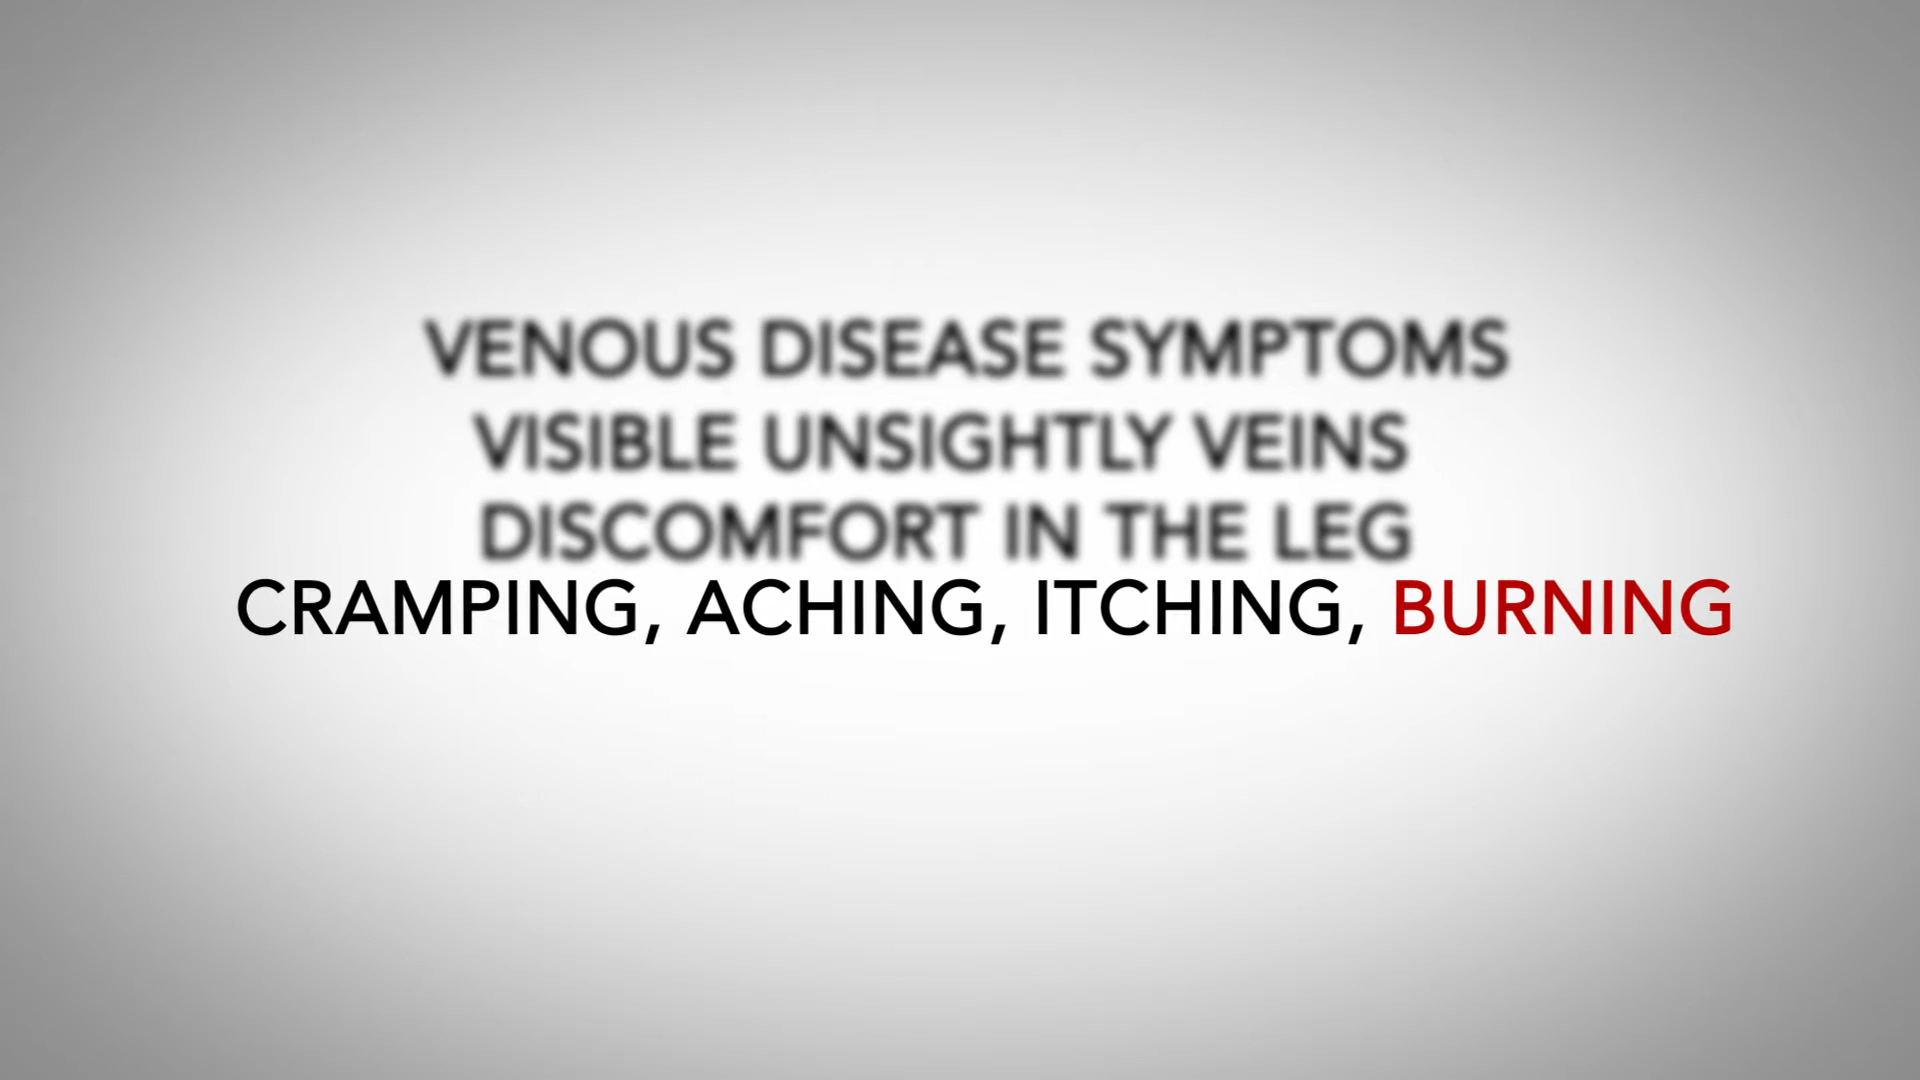 VENOUS DISEASE SYMPTOMS
VISIBLE UNSIGHTLY VEINS
DISCOMFORT IN THE LEG
CRAMPING, ACHING, ITCHING, BURNING